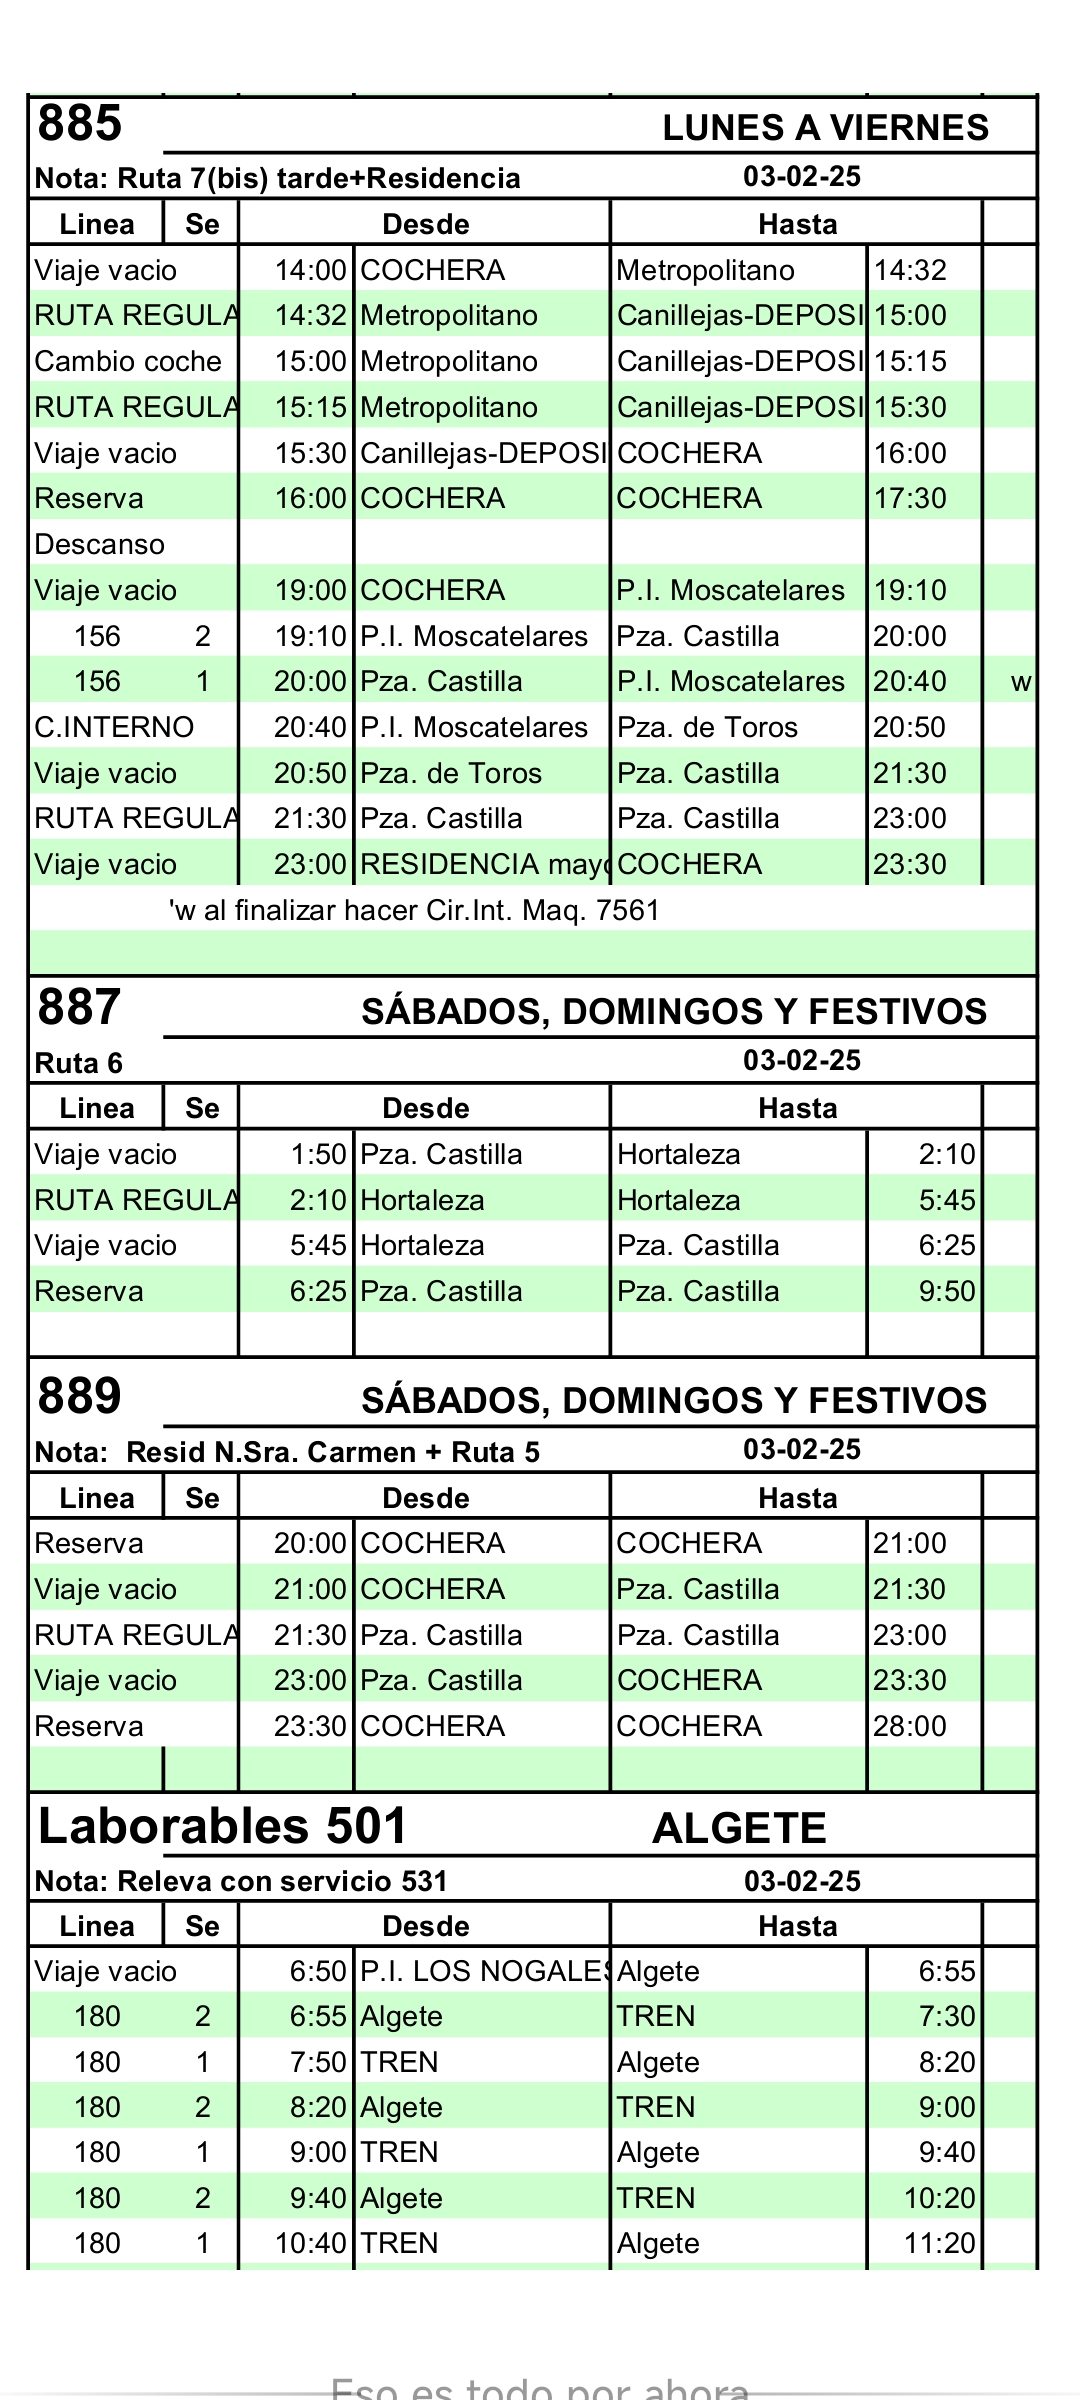 885 LUNES A VIERNES
Nota: Ruta 7(bis) tarde+Residencia 03-02-25
Linea Se Desde Hasta
Viaje vacio 14:00 COCHERA Metropolitano 14:32
RUTA REGULA 14:32 Metropolitano Canillejas-DEPOSI 15:00
Cambio coche 15:00 Metropolitano Canillejas-DEPOSI 15:15
RUTA REGULA 15:15 Metropolitano Canillejas-DEPOSI 15:30
Viaje vacio 15:30 Canillejas-DEPOSI COCHERA 16:00
Reserva 16:00 COCHERA COCHERA 17:30
Descanso
Viaje vacio 19:00 COCHERA P.I. Moscatelares 19:10
156 2 19:10 P.I. Moscatelares Pza. Castilla 20:00
156 1 20:00 Pza. Castilla P.I. Moscatelares 20:40 w
C.INTERNO 20:40 P.I. Moscatelares Pza. de Toros 20:50
Viaje vacio 20:50 Pza. de Toros Pza. Castilla 21:30
RUTA REGULA 21:30 Pza. Castilla Pza. Castilla 23:00
Viaje vacio 23:00 RESIDENCIA mayo COCHERA 23:30
'w al finalizar hacer Cir.Int. Maq. 7561
887 SÁBADOS, DOMINGOS Y FESTIVOS
Ruta 6 03-02-25
Linea Se Desde Hasta
Viaje vacio 1:50 Pza. Castilla Hortaleza 2:10
RUTA REGULA 2:10 Hortaleza Hortaleza 5:45
Viaje vacio 5:45 Hortaleza Pza. Castilla 6:25
Reserva 6:25 Pza. Castilla Pza. Castilla 9:50
889 SÁBADOS, DOMINGOS Y FESTIVOS
Nota: Resid N.Sra. Carmen + Ruta 5 03-02-25
Linea Se Desde Hasta
Reserva 20:00 COCHERA COCHERA 21:00
Viaje vacio 21:00 COCHERA Pza. Castilla 21:30
RUTA REGULA 21:30 Pza. Castilla Pza. Castilla 23:00
Viaje vacio 23:00 Pza. Castilla COCHERA 23:30
Reserva 23:30 COCHERA COCHERA 28:00
Laborables 501 ALGETE
Nota: Releva con servicio 531 03-02-25
Linea Se Desde Hasta
Viaje vacio 6:50 P.I. LOS NOGALES Algete 6:55
180 2 6:55 Algete TREN 7:30
180 1 7:50 TREN Algete 8:20
180 2 8:20 Algete TREN 9:00
180 1 9:00 TREN Algete 9:40
180 2 9:40 Algete TREN 10:20
180 1 10:40 TREN Algete 11:20
Eso es todo por ahora